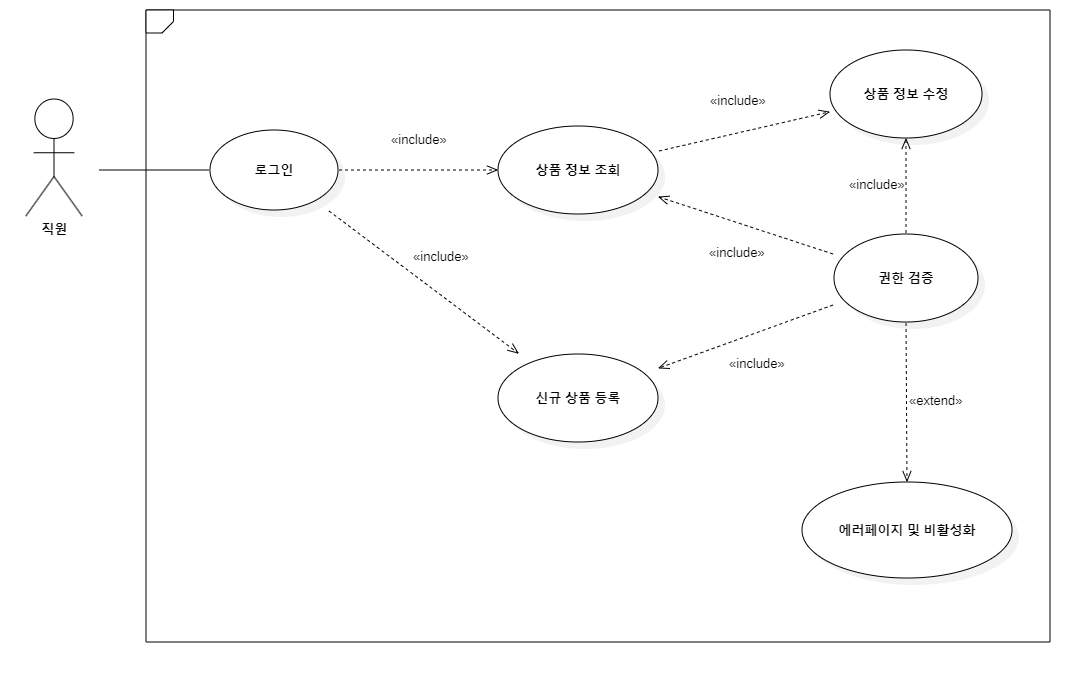 직원
로그인
«include»
«include»
상품 정보 조회
«include»
상품 정보 수정
«include»
«include»
권한 검증
«include»
신규 상품 등록
«extend»
에러페이지 및 비활성화